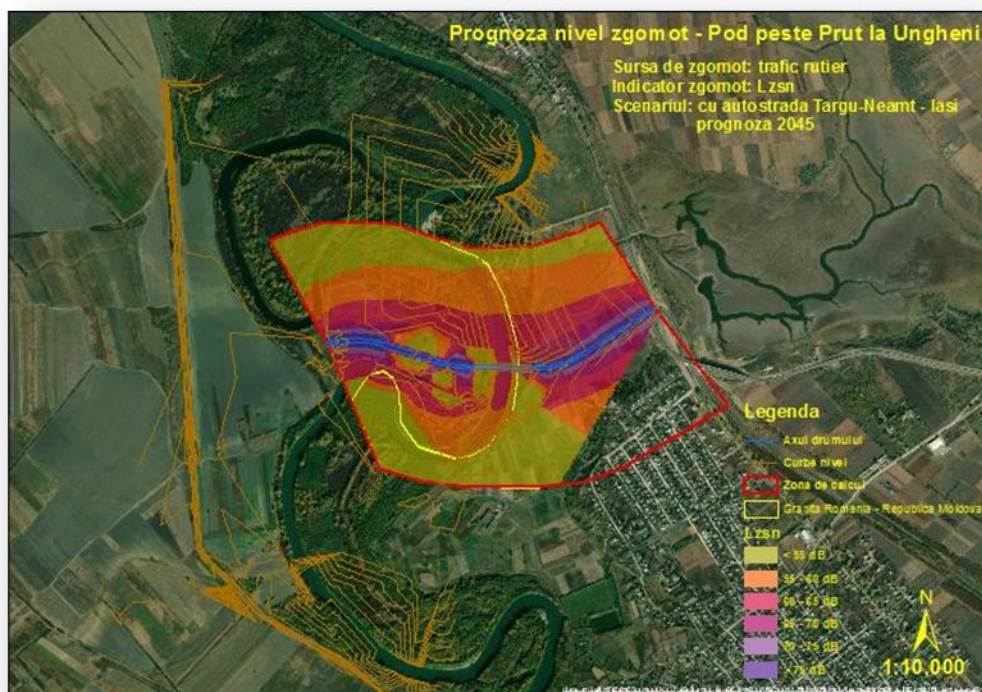 Prognoza nivel zgomot - Pod peste Prut la Ungheni
Sursa de zgomot: trafic rutier
Indicator zgomot: Lzsn
Scenariul: cu autostrada Targu-Neamt - Iasi
prognoza 2045
Legenda
Axul drumului
Curbe nivel
Zona de calcul
Granita Romania - Republica Moldova
Lzsn
< 55 dB
55 - 60 dB
60 - 65 dB
65 - 70 dB
70 - 75 dB
> 75 dB
N
1:10,000